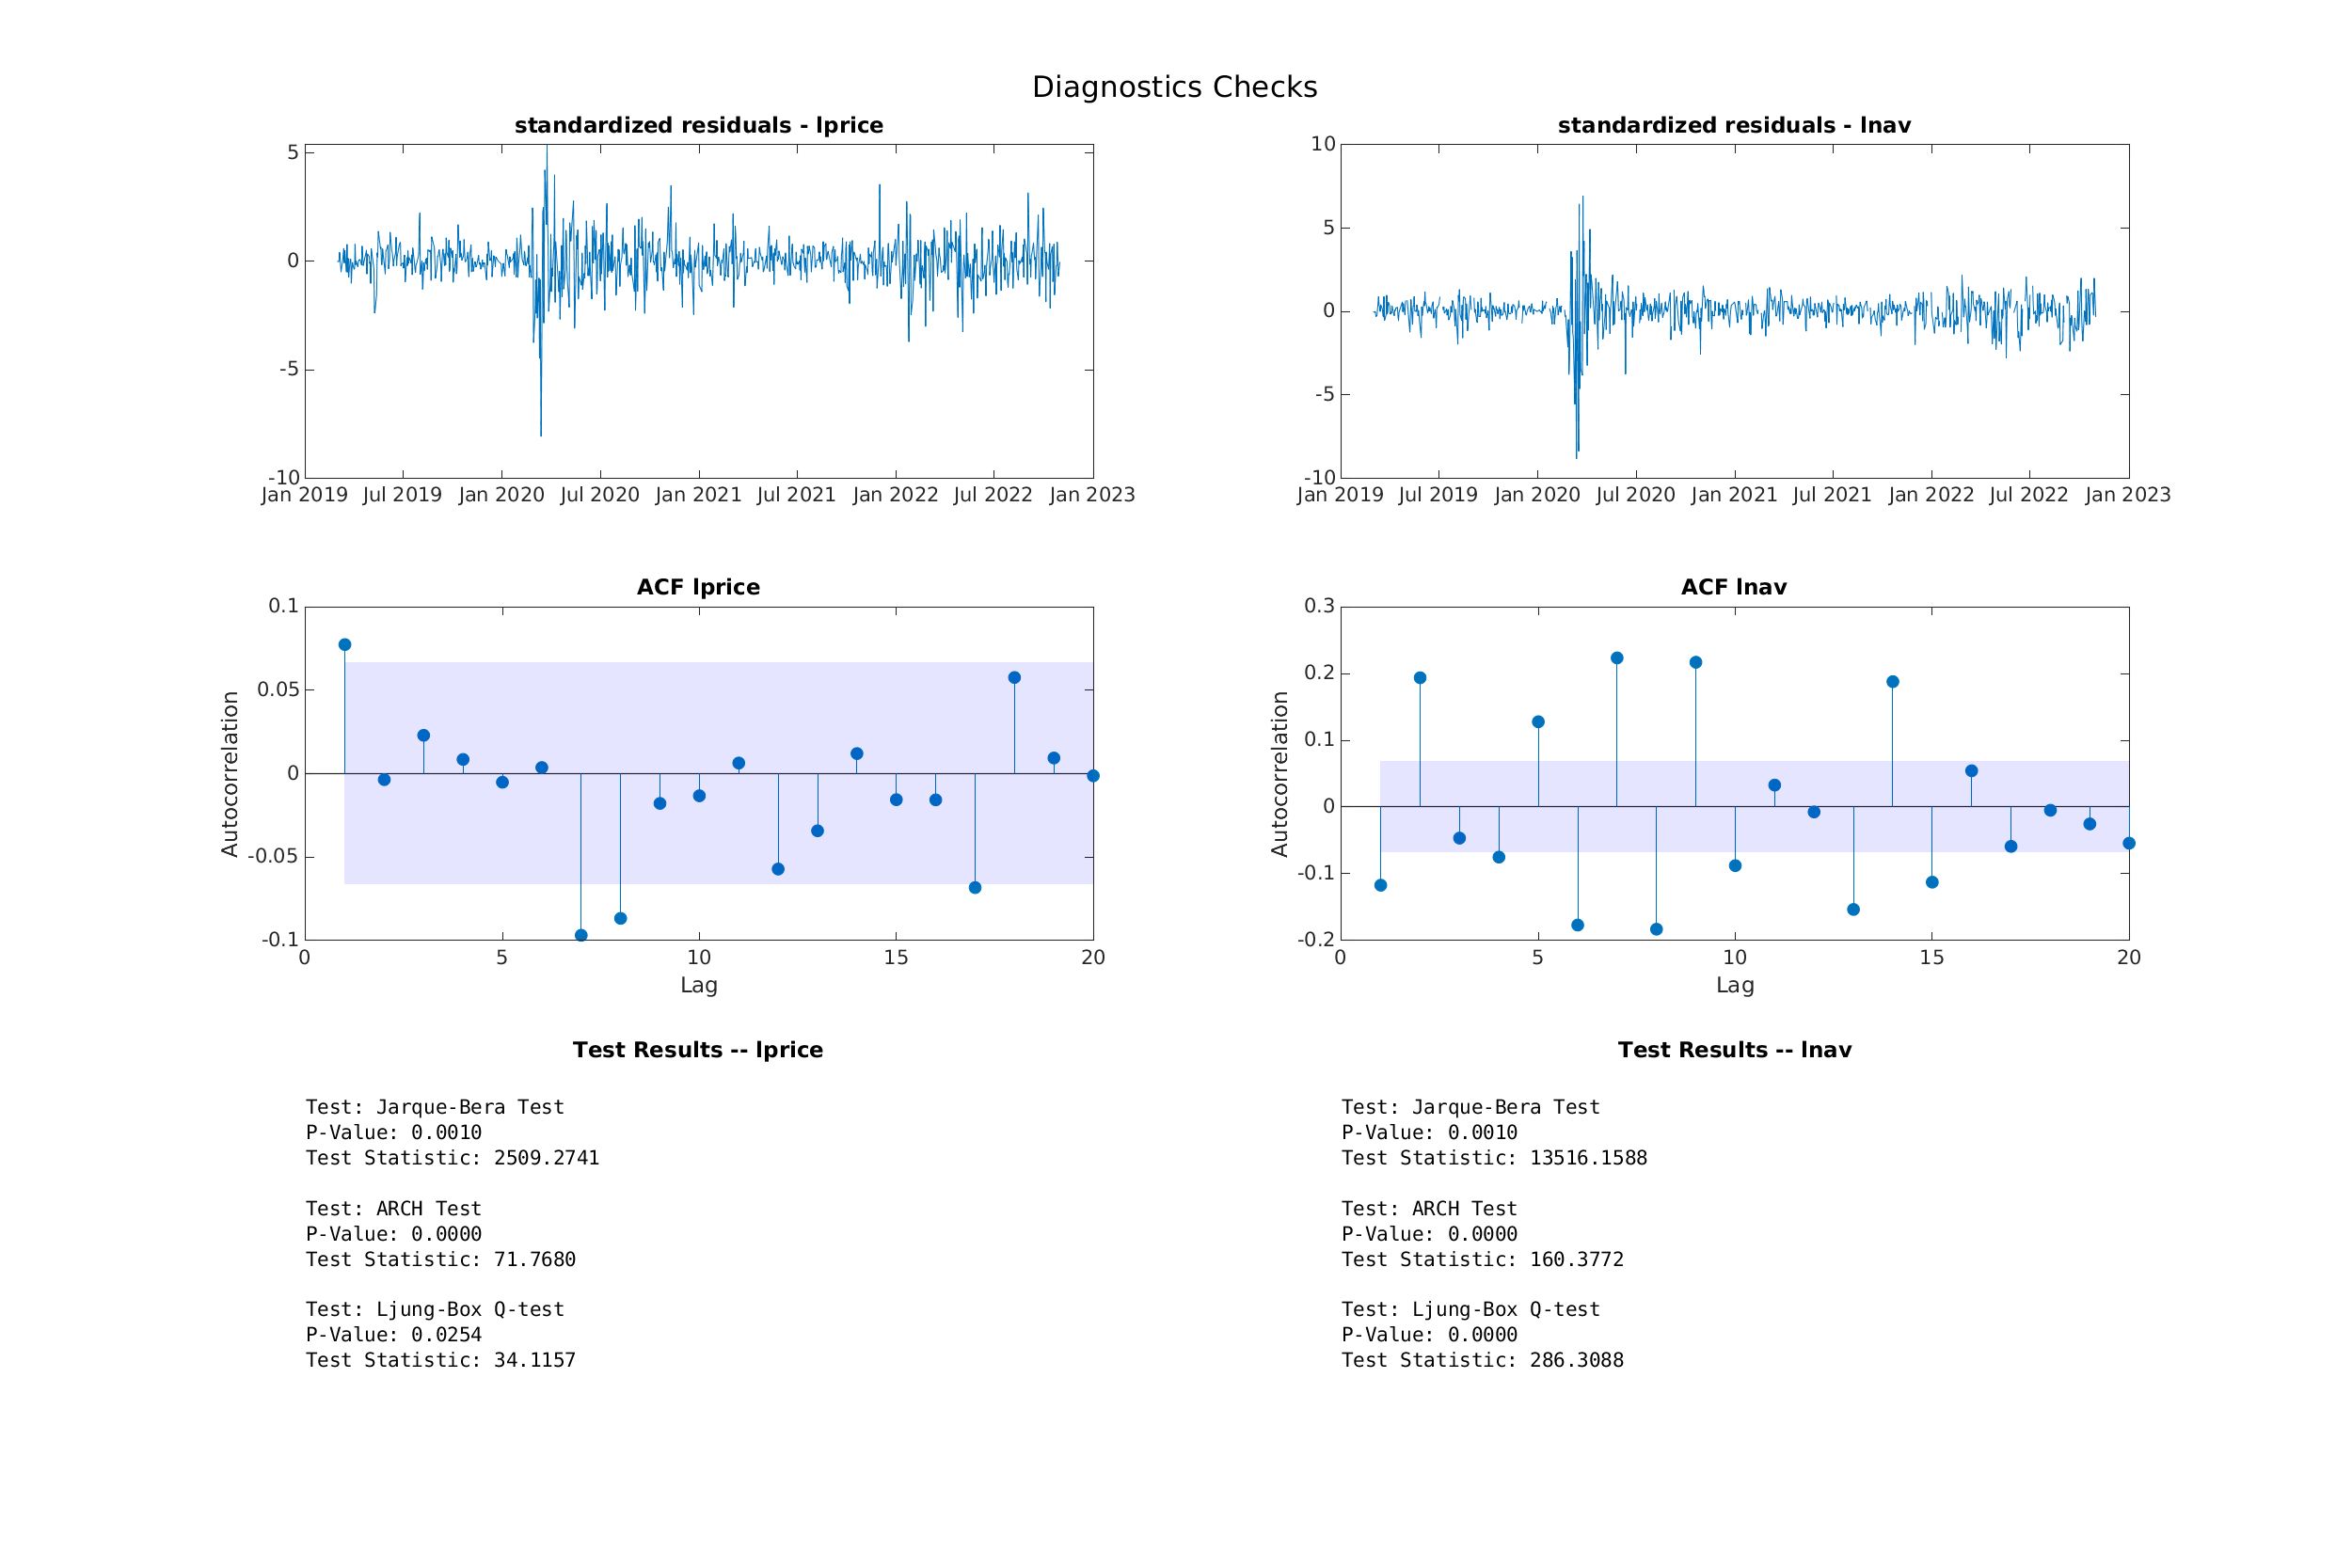 Diagnostics Checks
standardized residuals - lprice
5
0
-5
-10
Jan 2019 Jul 2019 Jan 2020 Jul 2020 Jan 2021 Jul 2021 Jan 2022 Jul 2022 Jan 2023
standardized residuals - lnav
10
5
0
-5
-10
Jan 2019 Jul 2019 Jan 2020 Jul 2020 Jan 2021 Jul 2021 Jan 2022 Jul 2022 Jan 2023
ACF lprice
0.1
0.05
0
-0.05
-0.1
Autocorrelation
0 5 10 15 20
Lag
ACF lnav
0.3
0.2
0.1
0
-0.1
-0.2
Autocorrelation
0 5 10 15 20
Lag
Test Results -- lprice
Test: Jarque-Bera Test
P-Value: 0.0010
Test Statistic: 2509.2741
Test: ARCH Test
P-Value: 0.0000
Test Statistic: 71.7680
Test: Ljung-Box Q-test
P-Value: 0.0254
Test Statistic: 34.1157
Test Results -- lnav
Test: Jarque-Bera Test
P-Value: 0.0010
Test Statistic: 13516.1588
Test: ARCH Test
P-Value: 0.0000
Test Statistic: 160.3772
Test: Ljung-Box Q-test
P-Value: 0.0000
Test Statistic: 286.3088